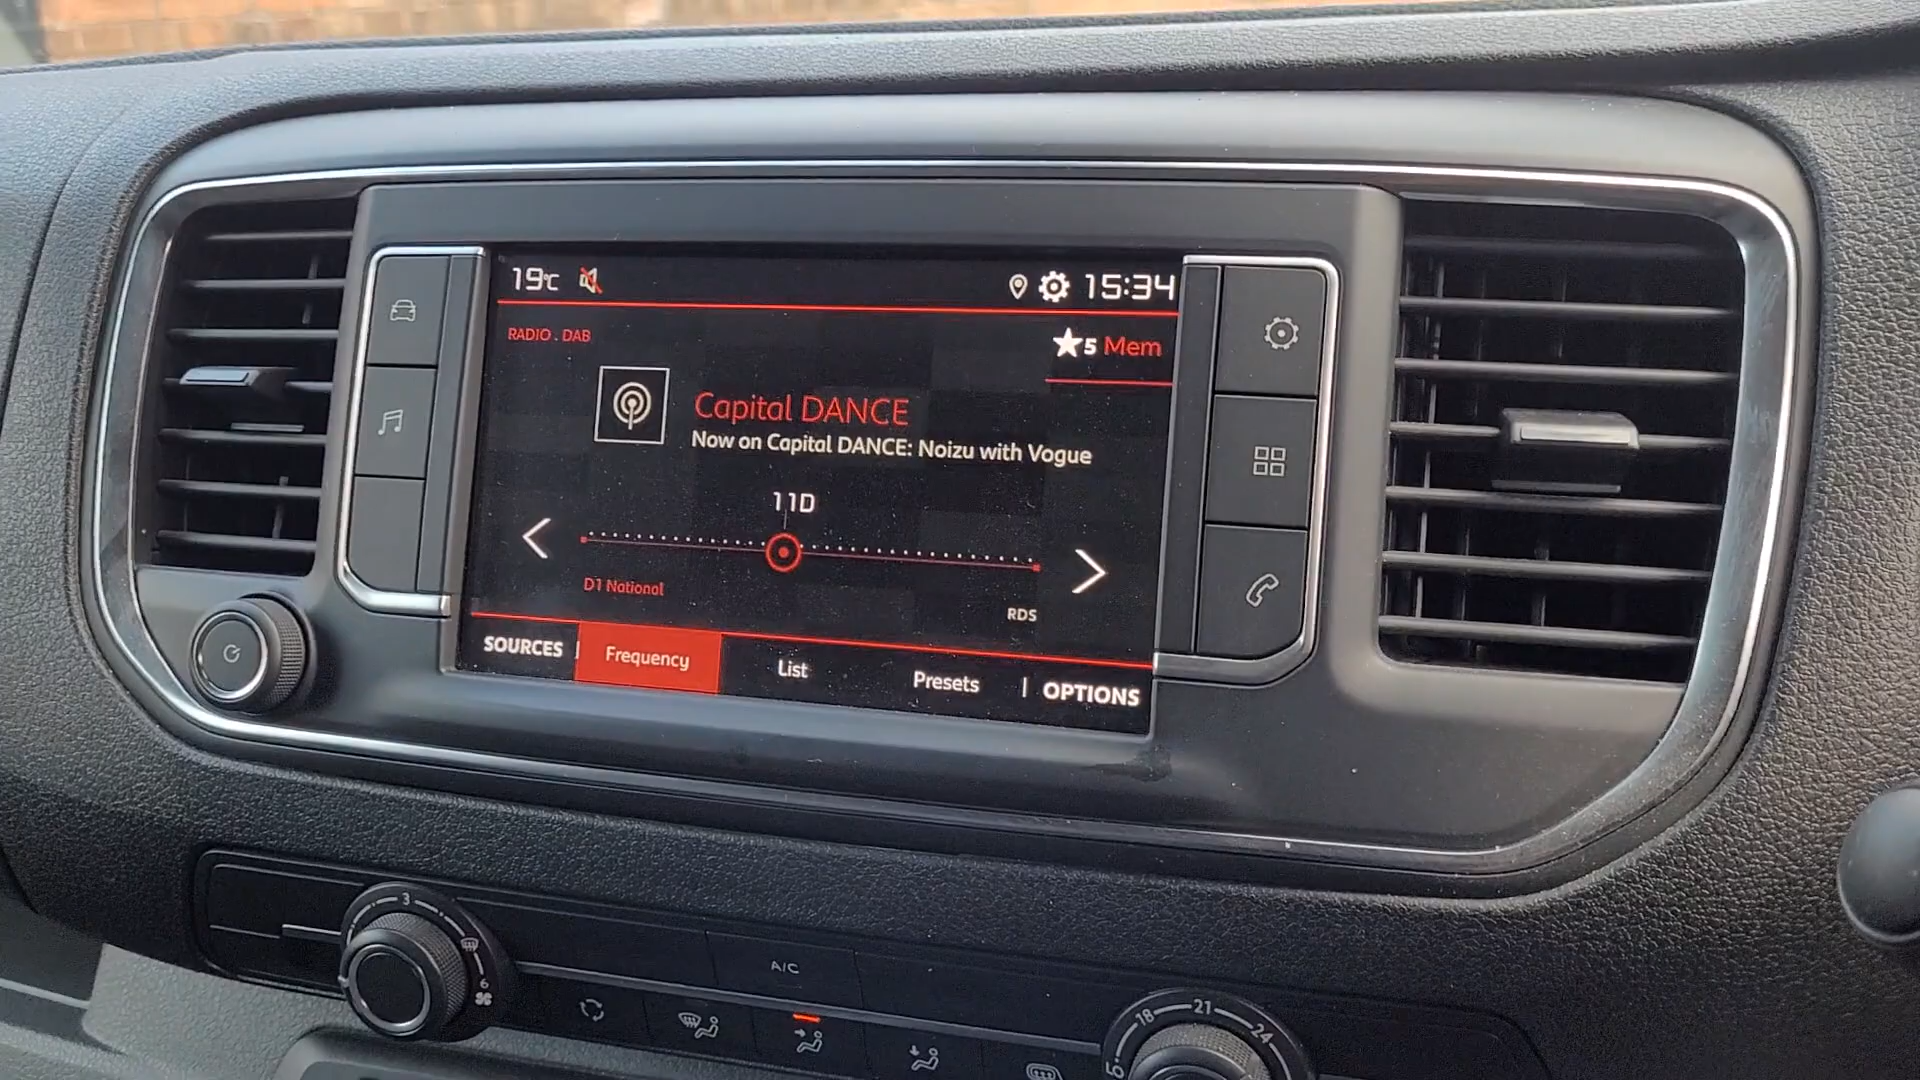 19°C
15:34
RADIO . DAB
5 Mem
Capital DANCE
Now on Capital DANCE: Noizu with Vogue
11D
D1 National
RDS
SOURCES | Frequency List Presets | OPTIONS
3
6
A/C
18 21 24